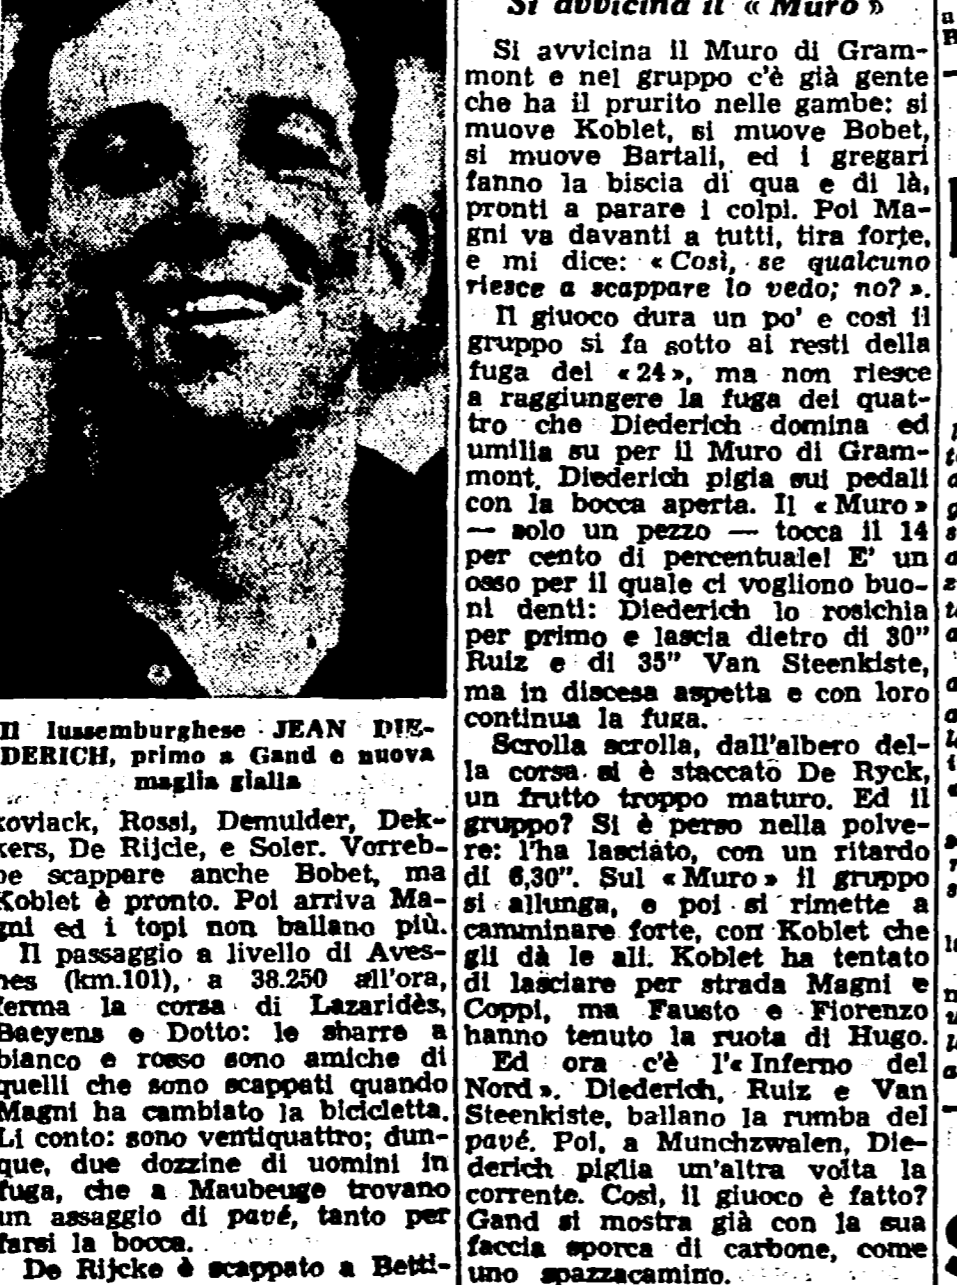 Il lussemburghese JEAN DIE-
DERICH, primo a Gand e nuova
maglia gialla
koviack, Rossi, Demulder, Dek-
kers, De Rijcie, e Soler. Vorreb-
be scappare anche Bobet, ma
Koblet è pronto. Poi arriva Ma-
gni ed i topi non ballano più.
Il passaggio a livello di Aves-
nes (km.101), a 38.250 all'ora,
ferma la corsa di Lazaridès,
Baeyens e Dotto: le sbarre a
bianco e rosso sono amiche di
quelli che sono scappati quando
Magni ha cambiato la bicicletta.
Li conto: sono ventiquattro; dun-
que, due dozzine di uomini in
fuga, che a Maubeuge trovano
un assaggio di pavé, tanto per
farsi la bocca.
De Rijcke è scappato a Betti-
Si avvicina il « Muro »
Si avvicina il Muro di Gram-
mont e nel gruppo c'è già gente
che ha il prurito nelle gambe: si
muove Koblet, si muove Bobet,
si muove Bartali, ed i gregari
fanno la biscia di qua e di là,
pronti a parare i colpi. Poi Ma-
gni va davanti a tutti, tira forte,
e mi dice: « Così, se qualcuno
riesce a scappare lo vedo; no? ».
Il giuoco dura un po' e così il
gruppo si fa sotto ai resti della
fuga dei « 24 », ma non riesce
a raggiungere la fuga dei quat-
tro che Diederich domina ed
umilia su per il Muro di Gram-
mont. Diederich pigia sui pedali
con la bocca aperta. Il « Muro »
— solo un pezzo — tocca il 14
per cento di percentuale! E' un
osso per il quale ci vogliono buo-
ni denti: Diederich lo rosichia
per primo e lascia dietro di 30"
Ruiz e di 35" Van Steenkiste,
ma in discesa aspetta e con loro
continua la fuga.
Scrolla scrolla, dall'albero del-
la corsa si è staccato De Ryck,
un frutto troppo maturo. Ed il
gruppo? Si è perso nella polve-
re: l'ha lasciato, con un ritardo
di 6,30". Sul « Muro » il gruppo
si allunga, e poi si rimette a
camminare forte, con Koblet che
gli dà le ali. Koblet ha tentato
di lasciare per strada Magni e
Coppi, ma Fausto e Fiorenzo
hanno tenuto la ruota di Hugo.
Ed ora c'è l'« Inferno del
Nord ». Diederich, Ruiz e Van
Steenkiste, ballano la rumba del
pavé. Poi, a Munchzwalen, Die-
derich piglia un'altra volta la
corrente. Così, il giuoco è fatto?
Gand si mostra già con la sua
faccia sporca di carbone, come
uno spazzacamino.